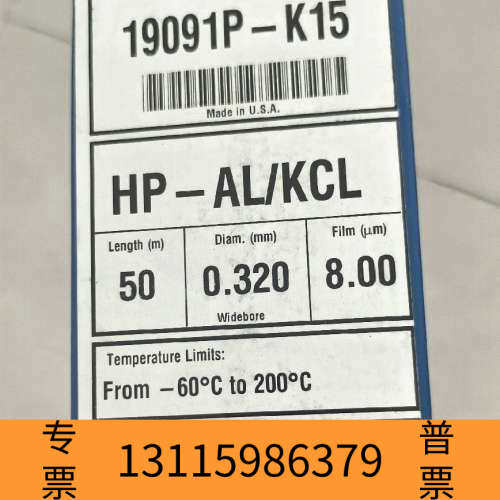 19091P-K15
Made in U.S.A.
HP-AL/KCL
Length (m) Diam. (mm) Film (µm)
50 0.320 8.00
Widebore
Temperature Limits:
From -60°C to 200°C
专票 13115986379 普票